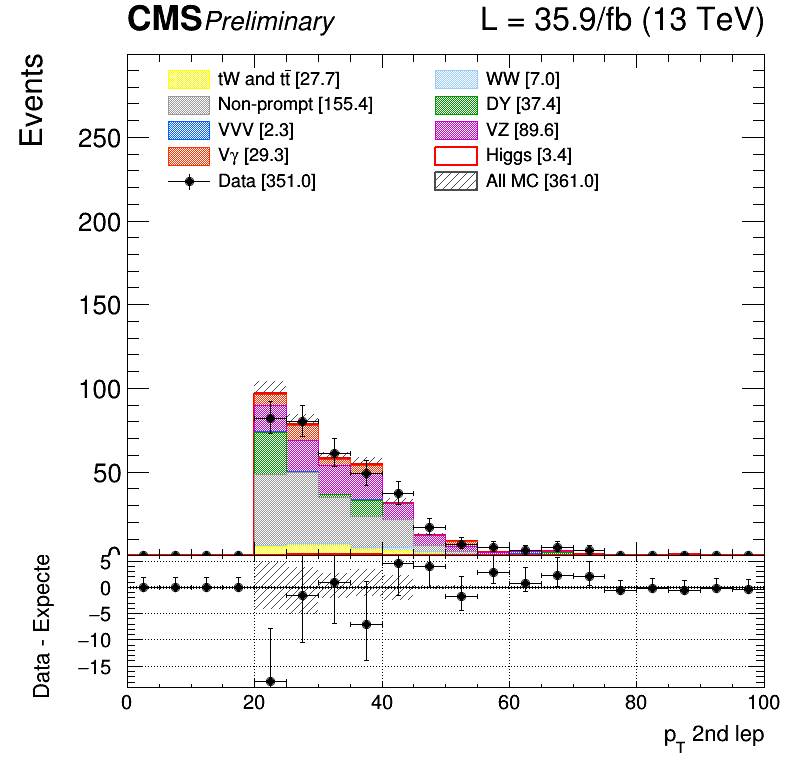 CMS Preliminary L = 35.9/fb (13 TeV)
Events
tW and tt̄ [27.7] WW [7.0]
Non-prompt [155.4] DY [37.4]
VVV [2.3] VZ [89.6]
Vγ [29.3] Higgs [3.4]
Data [351.0] All MC [361.0]
250
200
150
100
50
Data - Expecte
5
0
−5
−10
−15
0 20 40 60 80 100
p_T 2nd lep